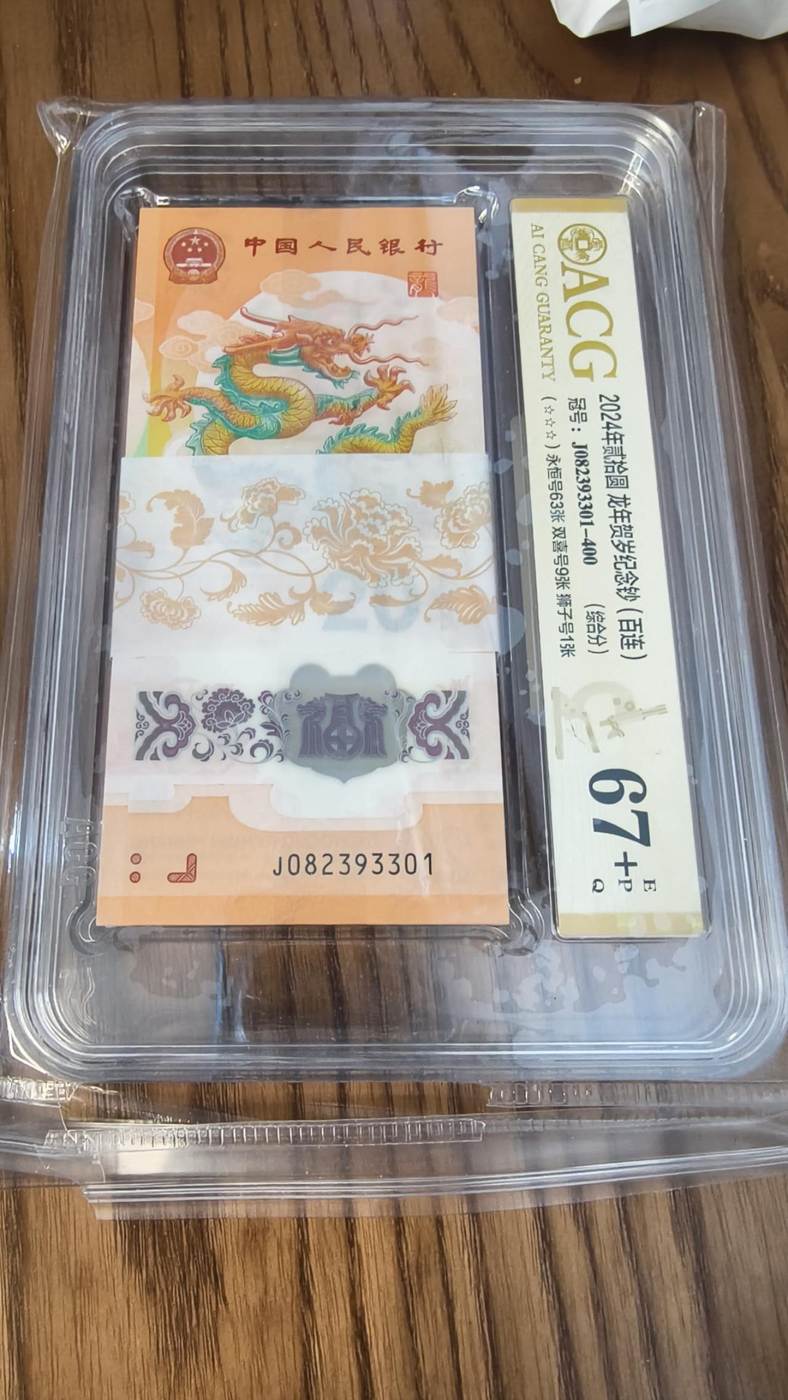 中国人民银行
J082393301
ACG
AI CANG GUARANTY
2024年贰拾圆 龙年贺岁纪念钞（百连）
冠号：J082393301-400 （综合分）
（☆☆☆）永恒号63张 双喜号9张 狮子号1张
67+
E
P
Q